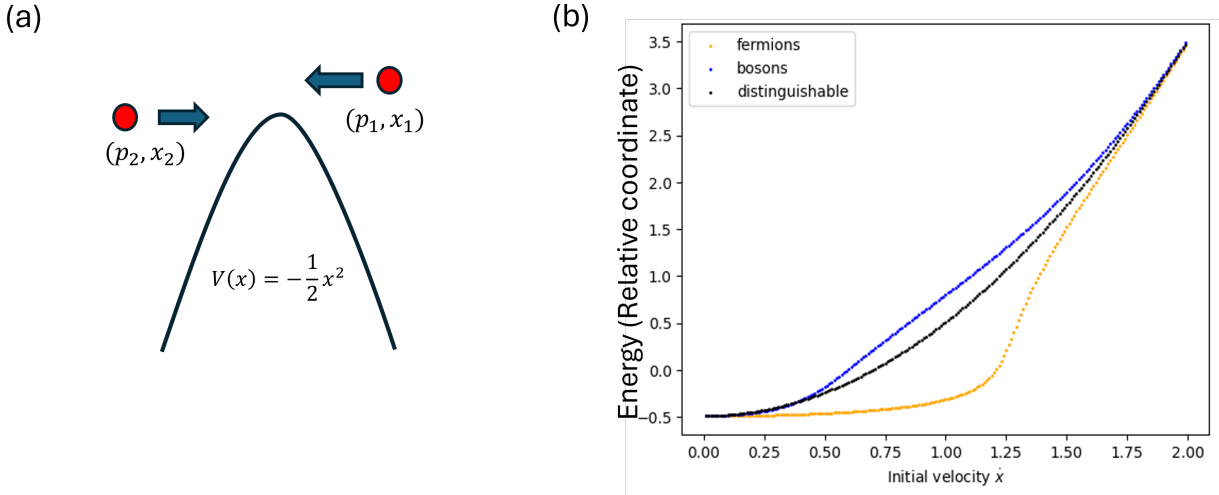 (a)
(p₂, x₂)
(p₁, x₁)
V(x) = −½x²
(b)
Energy (Relative coordinate)
3.5
3.0
2.5
2.0
1.5
1.0
0.5
0.0
−0.5
fermions
bosons
distinguishable
0.00 0.25 0.50 0.75 1.00 1.25 1.50 1.75 2.00
Initial velocity ẋ